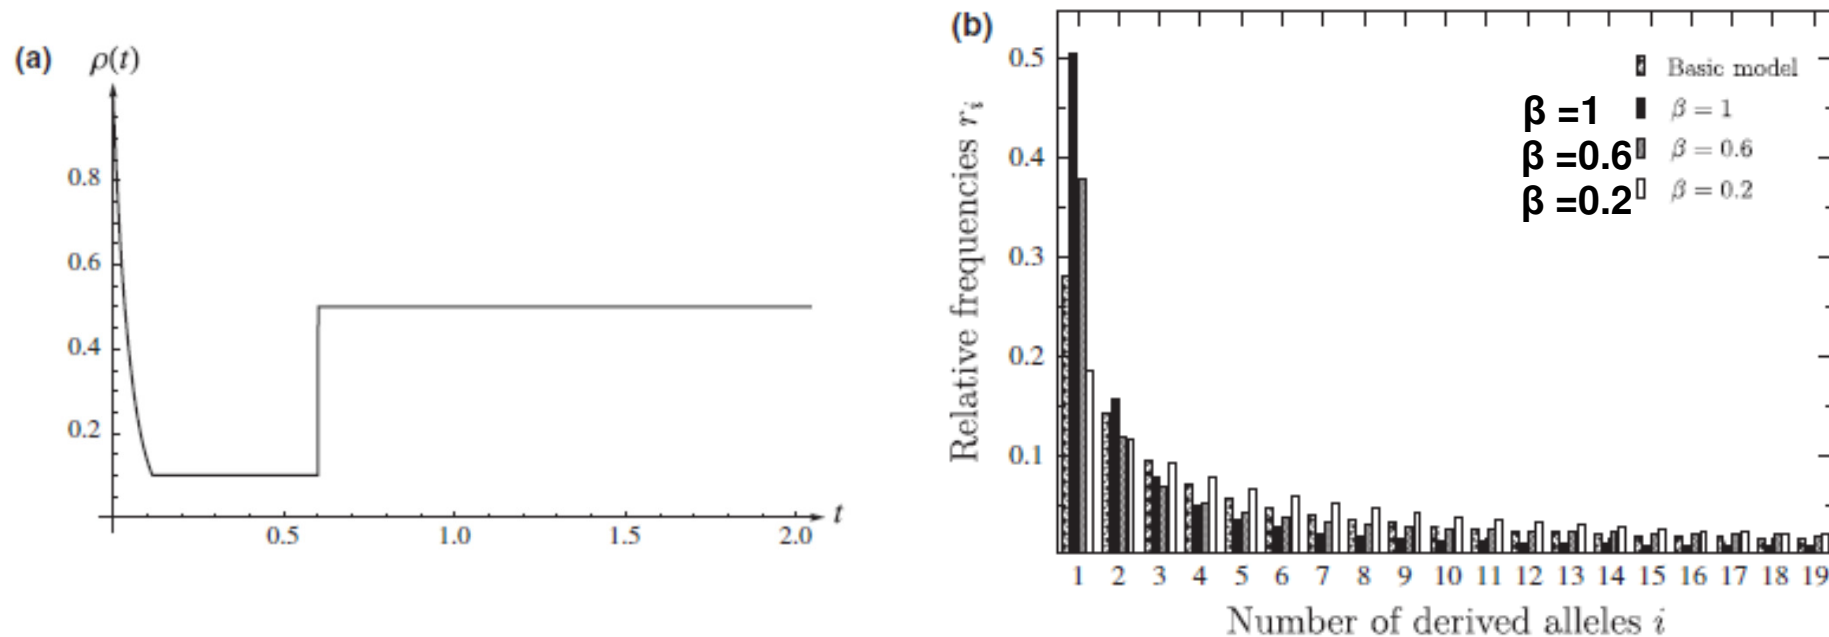 (a) ρ(t)
0.8
0.6
0.4
0.2
0.5 1.0 1.5 2.0 t
(b)
Relative frequencies rᵢ
0.5
0.4
0.3
0.2
0.1
Basic model
β =1 β = 1
β =0.6 β = 0.6
β =0.2 β = 0.2
1 2 3 4 5 6 7 8 9 10 11 12 13 14 15 16 17 18 19
Number of derived alleles i